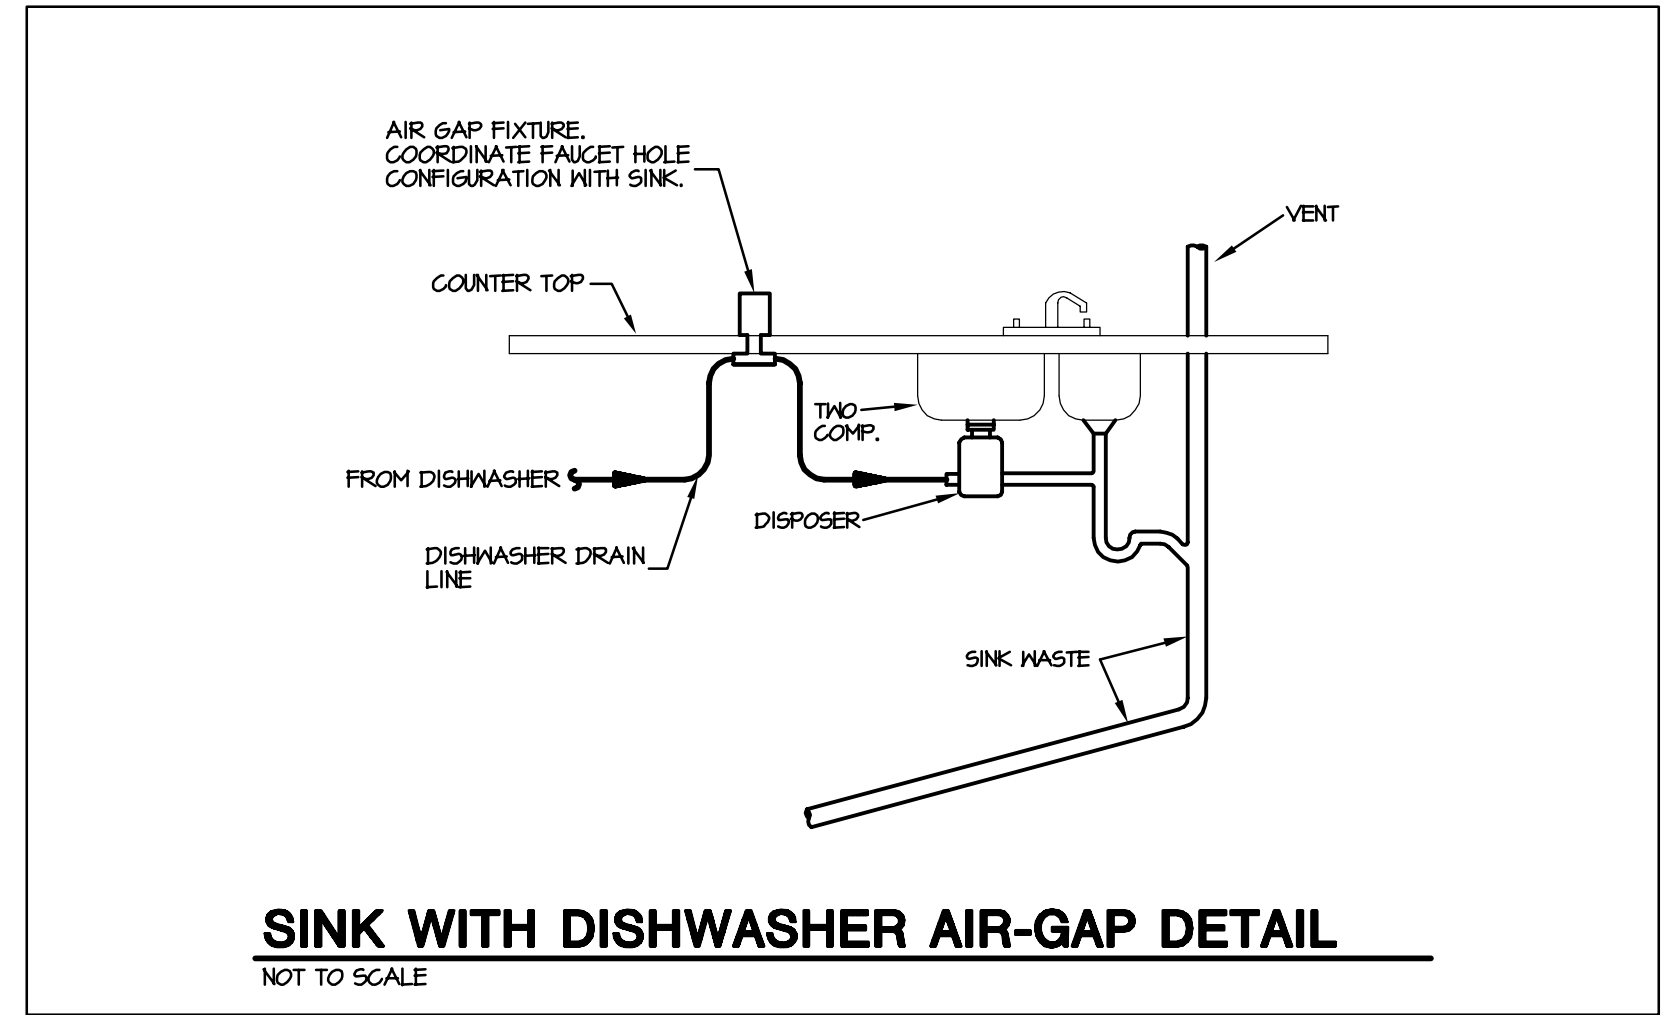 AIR GAP FIXTURE.
COORDINATE FAUCET HOLE
CONFIGURATION WITH SINK.
VENT
COUNTER TOP
TWO
COMP.
FROM DISHWASHER
DISPOSER
DISHWASHER DRAIN
LINE
SINK WASTE
SINK WITH DISHWASHER AIR-GAP DETAIL
NOT TO SCALE